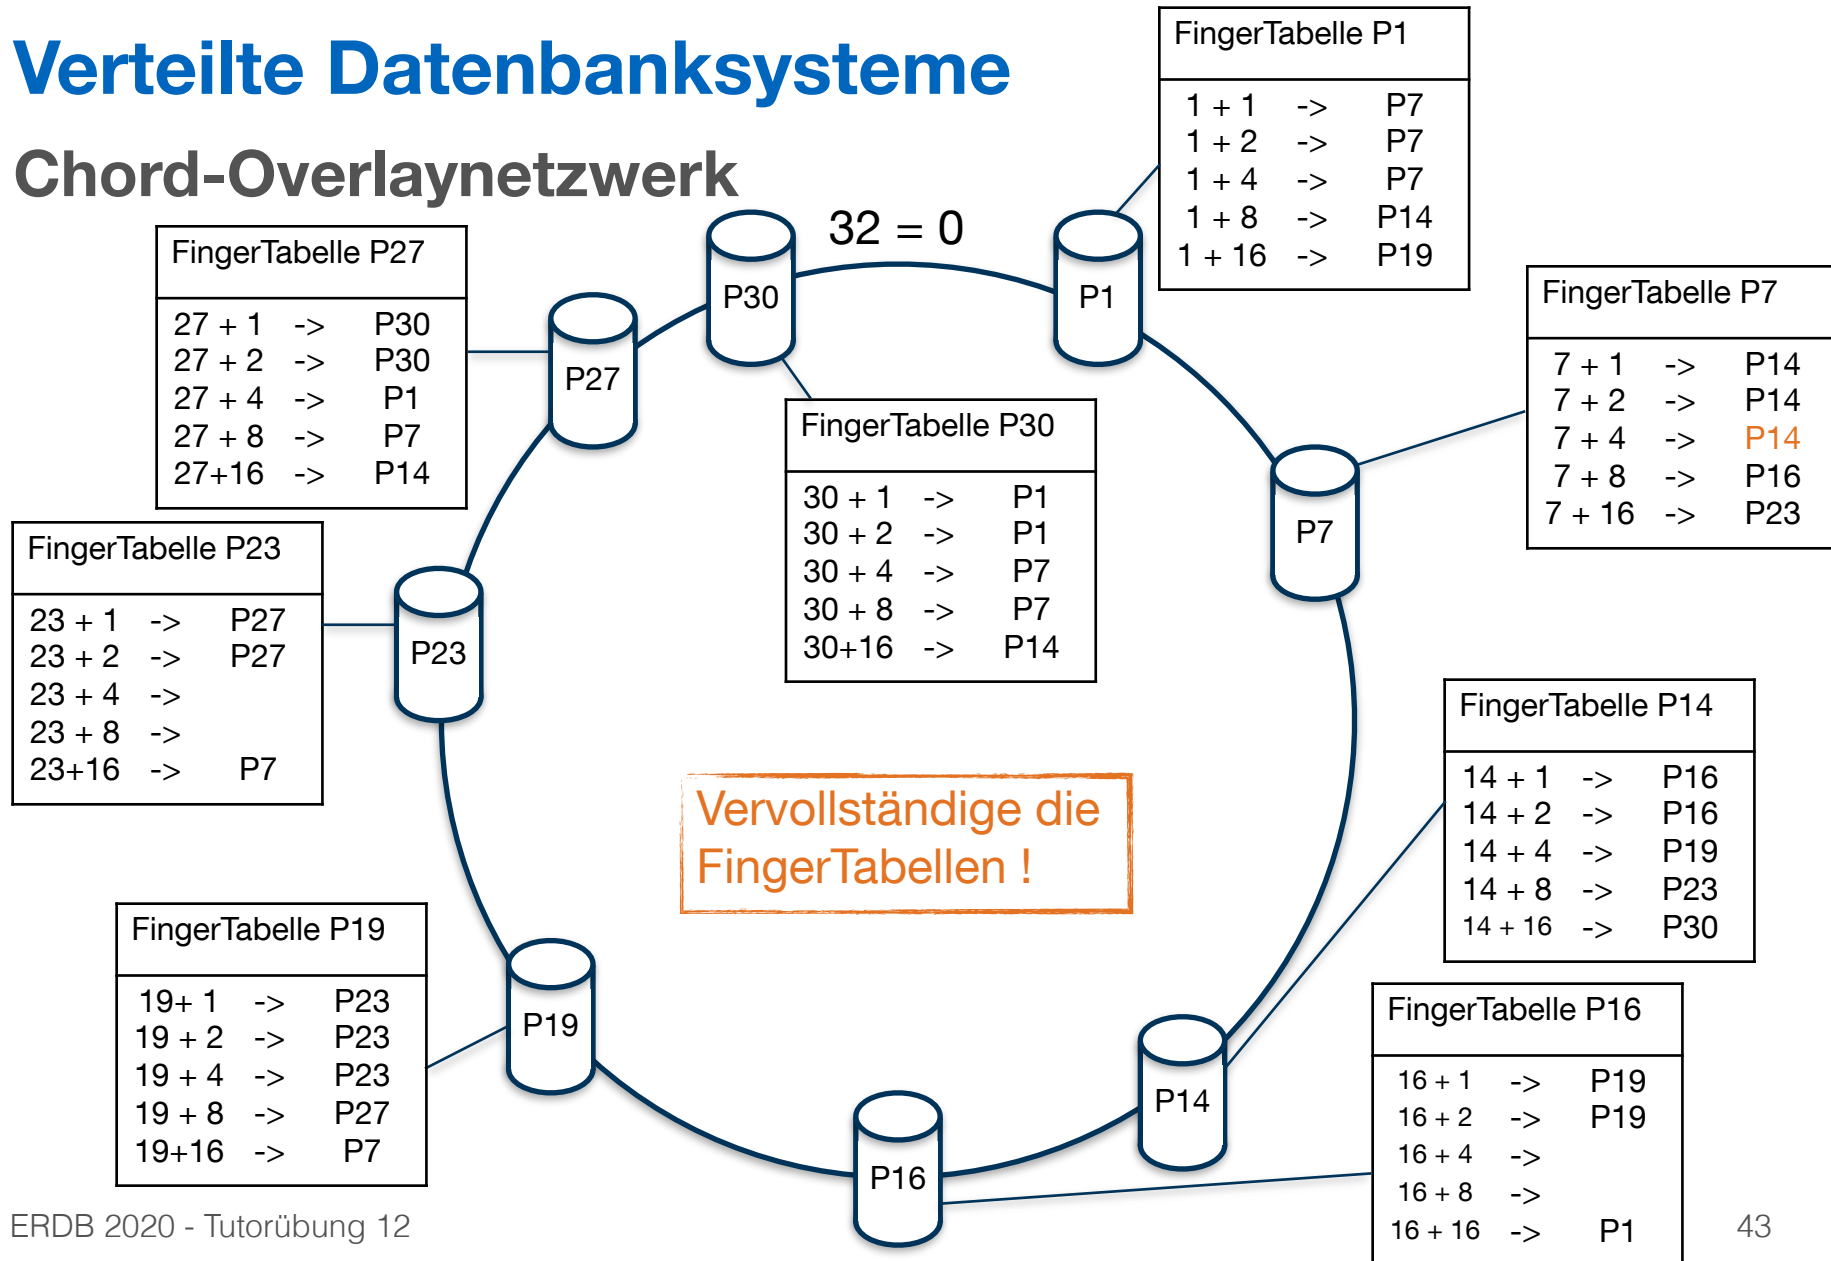 Verteilte Datenbanksysteme
Chord-Overlaynetzwerk
32 = 0
FingerTabelle P1
1 + 1 -> P7
1 + 2 -> P7
1 + 4 -> P7
1 + 8 -> P14
1 + 16 -> P19
FingerTabelle P27
27 + 1 -> P30
27 + 2 -> P30
27 + 4 -> P1
27 + 8 -> P7
27+16 -> P14
P30
P1
P27
FingerTabelle P7
7 + 1 -> P14
7 + 2 -> P14
7 + 4 -> P14
7 + 8 -> P16
7 + 16 -> P23
FingerTabelle P30
30 + 1 -> P1
30 + 2 -> P1
30 + 4 -> P7
30 + 8 -> P7
30+16 -> P14
P7
FingerTabelle P23
23 + 1 -> P27
23 + 2 -> P27
23 + 4 ->
23 + 8 ->
23+16 -> P7
P23
FingerTabelle P14
14 + 1 -> P16
14 + 2 -> P16
14 + 4 -> P19
14 + 8 -> P23
14 + 16 -> P30
Vervollständige die
FingerTabellen !
FingerTabelle P19
19+ 1 -> P23
19 + 2 -> P23
19 + 4 -> P23
19 + 8 -> P27
19+16 -> P7
P19
P16
P14
FingerTabelle P16
16 + 1 -> P19
16 + 2 -> P19
16 + 4 ->
16 + 8 ->
16 + 16 -> P1
ERDB 2020 - Tutorübung 12
43